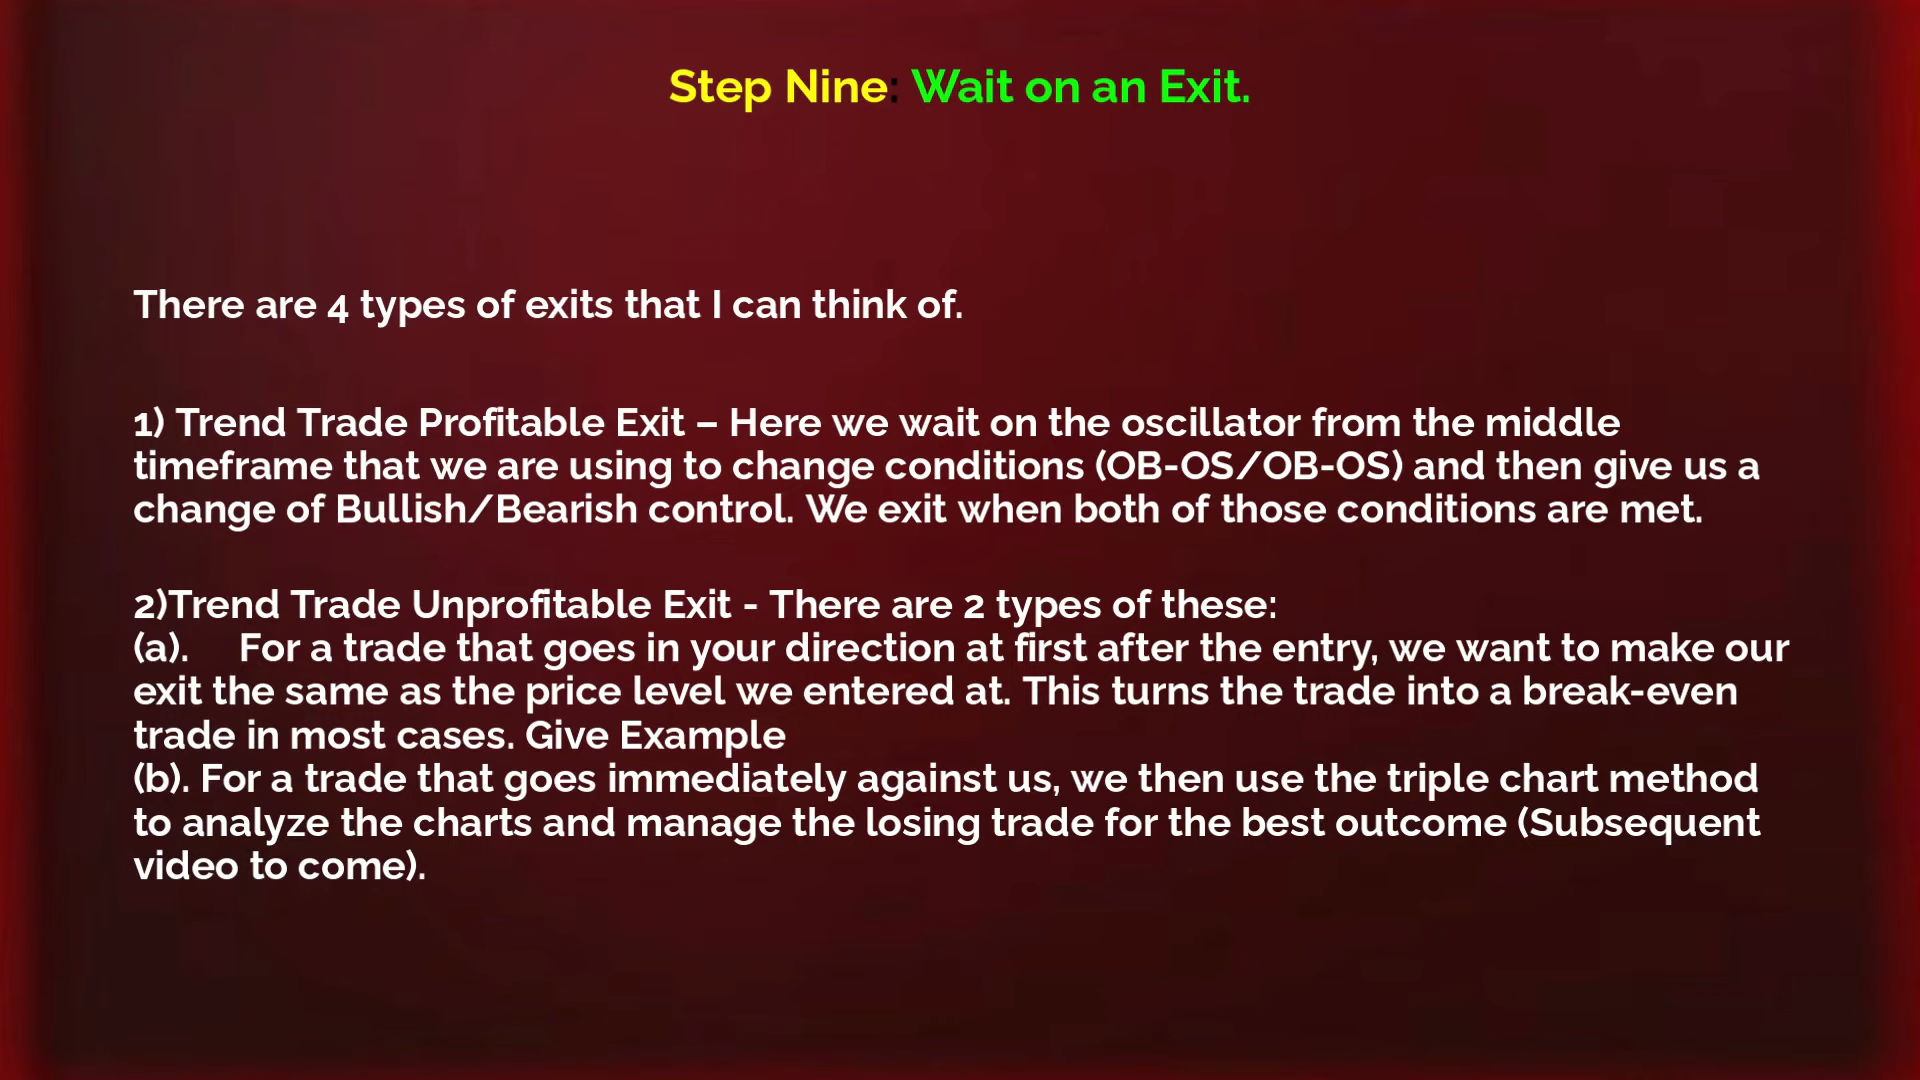 Step Nine: Wait on an Exit.
There are 4 types of exits that I can think of.
1) Trend Trade Profitable Exit – Here we wait on the oscillator from the middle
timeframe that we are using to change conditions (OB-OS/OB-OS) and then give us a
change of Bullish/Bearish control. We exit when both of those conditions are met.
2)Trend Trade Unprofitable Exit - There are 2 types of these:
(a). For a trade that goes in your direction at first after the entry, we want to make our
exit the same as the price level we entered at. This turns the trade into a break-even
trade in most cases. Give Example
(b). For a trade that goes immediately against us, we then use the triple chart method
to analyze the charts and manage the losing trade for the best outcome (Subsequent
video to come).